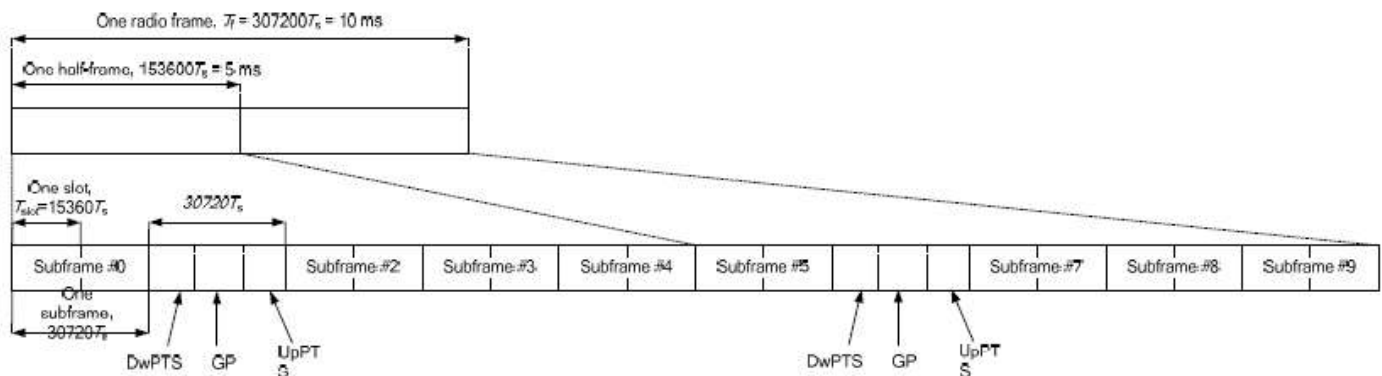 One radio frame, Tf = 307200Ts = 10 ms
One half-frame, 153600Ts = 5 ms
One slot,
Tslot=15360Ts
30720Ts
Subframe #0
Subframe #2
Subframe #3
Subframe #4
Subframe #5
Subframe #7
Subframe #8
Subframe #9
One
subframe,
30720Ts
DwPTS
GP
UpPT
S
DwPTS
GP
UpPT
S